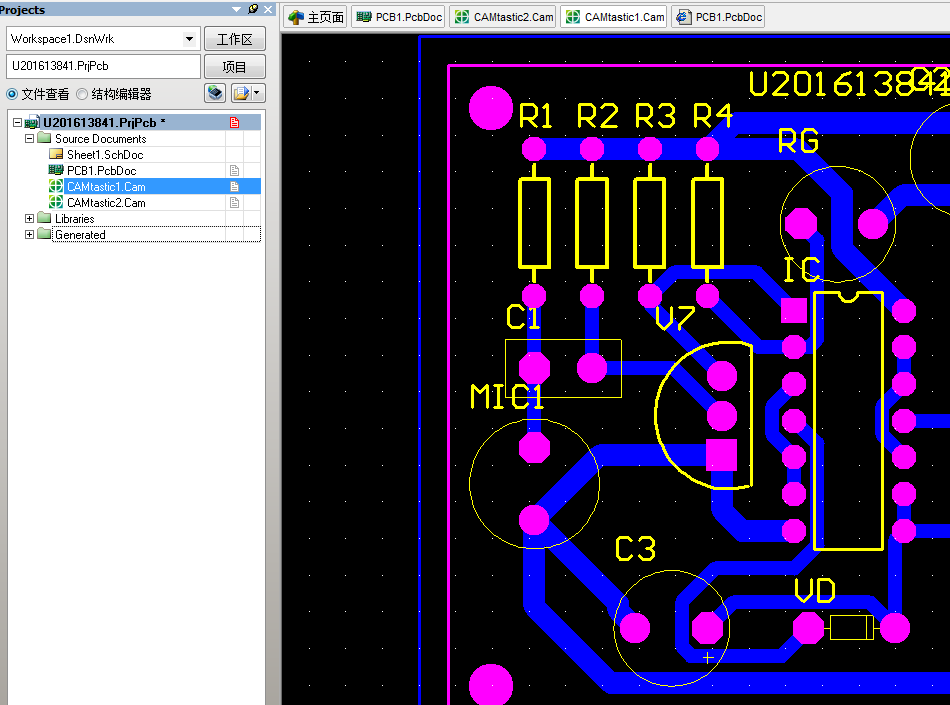 Projects
Workspace1.DsnWrk
工作区
U201613841.PrjPcb
项目
文件查看
结构编辑器
U201613841.PrjPcb *
Source Documents
Sheet1.SchDoc
PCB1.PcbDoc
CAMtastic1.Cam
CAMtastic2.Cam
Libraries
Generated
主页面
PCB1.PcbDoc
CAMtastic2.Cam
CAMtastic1.Cam
PCB1.PcbDoc
U201613841
R1
R2
R3
R4
RG
IC
C1
V7
MIC1
C3
VD